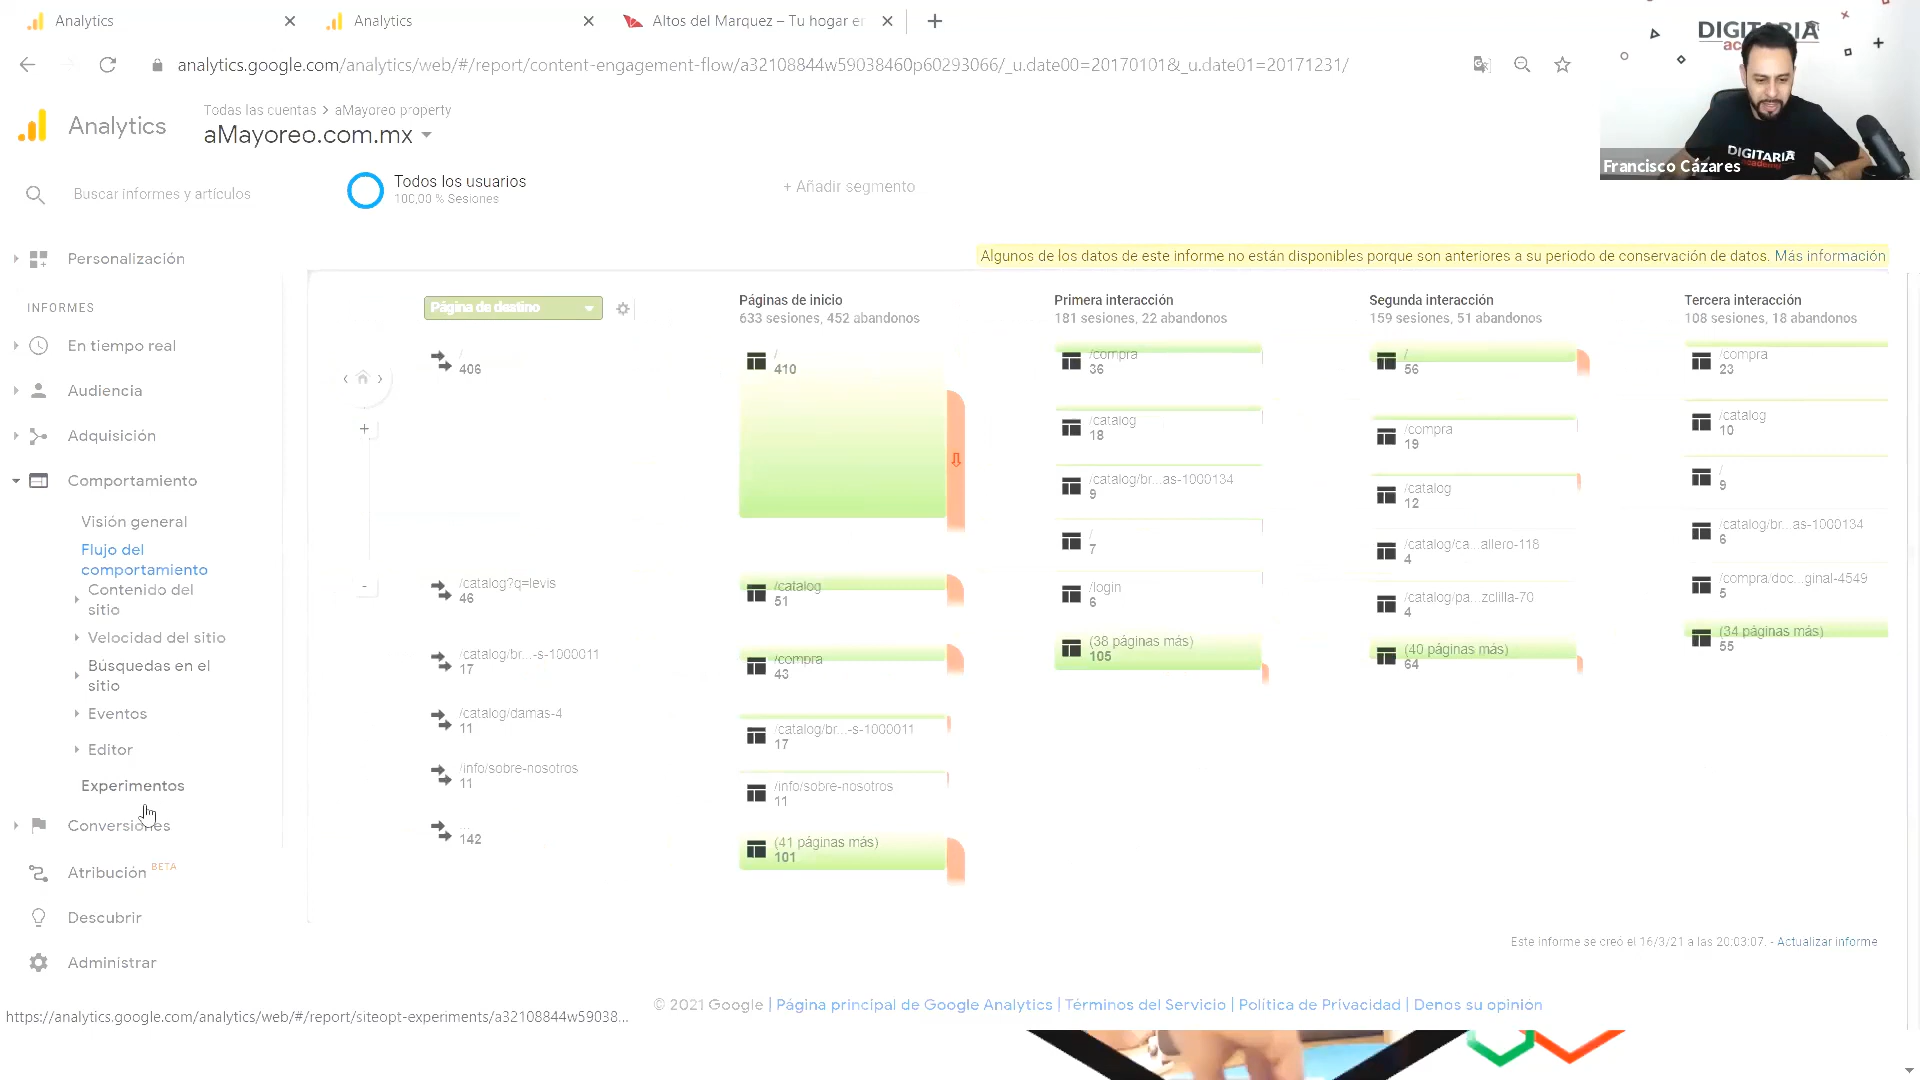 Analytics
Analytics
Altos del Marquez – Tu hogar en
analytics.google.com/analytics/web/#/report/content-engagement-flow/a32108844w59038460p60293066/_u.date00=20170101&_u.date01=20171231/
DIGITARIA
Todas las cuentas > aMayoreo property
Analytics
aMayoreo.com.mx
DIGITARIA
academy
Francisco Cázares
Buscar informes y artículos
Todos los usuarios
100,00 % Sesiones
+ Añadir segmento
Personalización
Algunos de los datos de este informe no están disponibles porque son anteriores a su periodo de conservación de datos. Más información
INFORMES
En tiempo real
Audiencia
Adquisición
Comportamiento
Visión general
Flujo del
comportamiento
Contenido del
sitio
Velocidad del sitio
Búsquedas en el
sitio
Eventos
Editor
Experimentos
Conversiones
Atribución BETA
Descubrir
Administrar
Página de destino
/
406
/catalog?q=levis
46
/catalog/br...-s-1000011
17
/catalog/damas-4
11
/info/sobre-nosotros
11
...
142
Páginas de inicio
633 sesiones, 452 abandonos
/
410
/catalog
51
/compra
43
/catalog/br...-s-1000011
17
/info/sobre-nosotros
11
(41 páginas más)
101
Primera interacción
181 sesiones, 22 abandonos
/compra
36
/catalog
18
/catalog/br...as-1000134
9
/
7
/login
6
(38 páginas más)
105
Segunda interacción
159 sesiones, 51 abandonos
/
56
/compra
19
/catalog
12
/catalog/ca...allero-118
4
/catalog/pa...zclilla-70
4
(40 páginas más)
64
Tercera interacción
108 sesiones, 18 abandonos
/compra
23
/catalog
10
/
9
/catalog/br...as-1000134
6
/compra/doc...ginal-4549
5
(34 páginas más)
55
Este informe se creó el 16/3/21 a las 20:03:07. - Actualizar informe
© 2021 Google | Página principal de Google Analytics | Términos del Servicio | Política de Privacidad | Denos su opinión
https://analytics.google.com/analytics/web/#/report/siteopt-experiments/a32108844w59038...